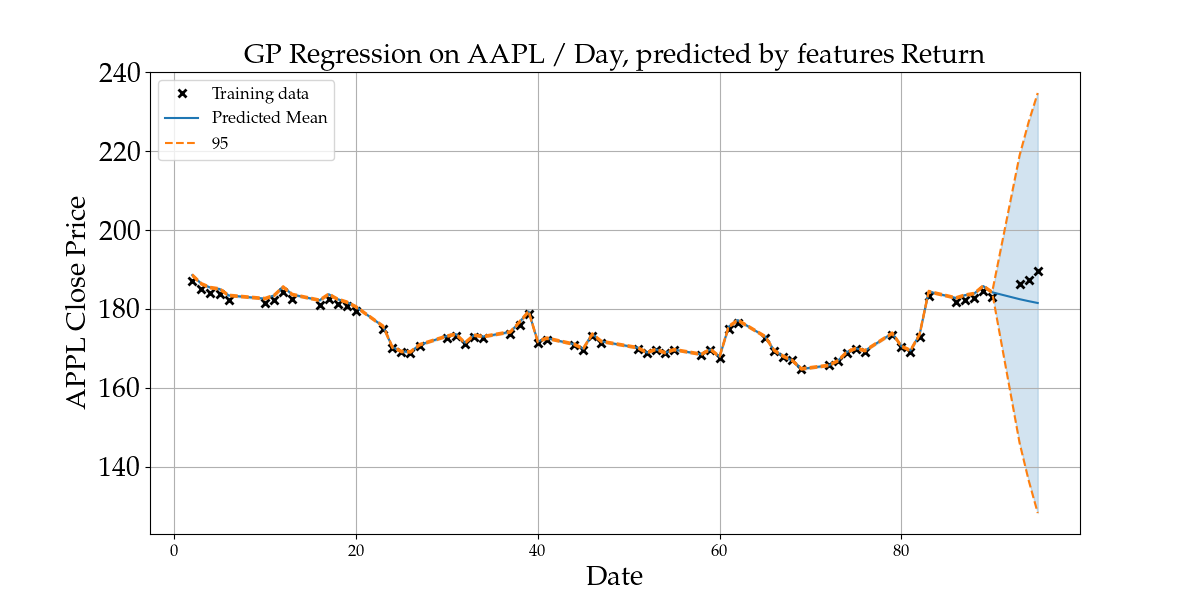 GP Regression on AAPL / Day, predicted by features Return
240
220
200
180
160
140
APPL Close Price
Training data
Predicted Mean
95
0 20 40 60 80
Date